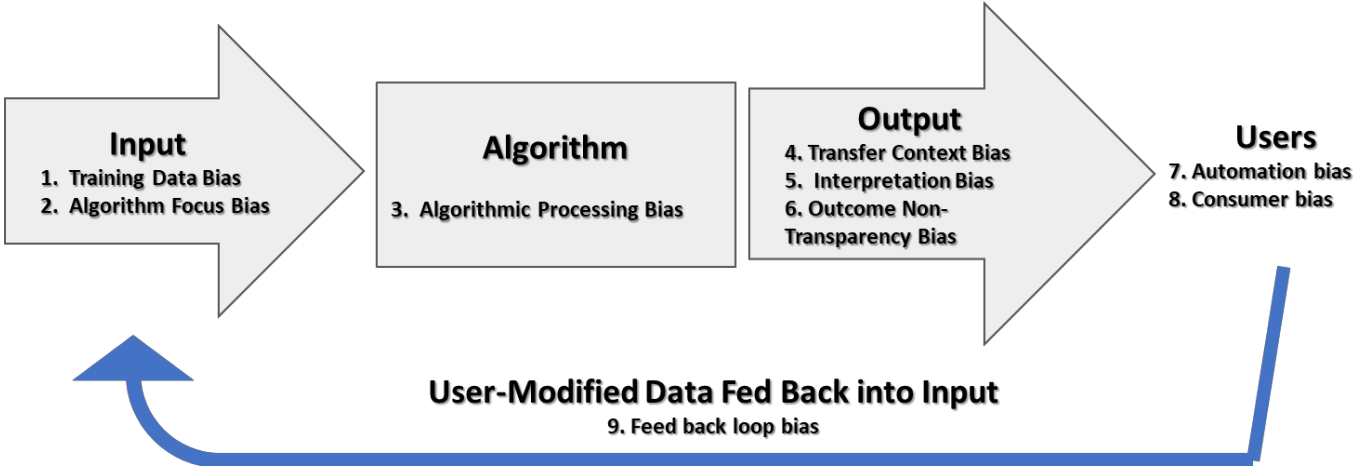 Input
1. Training Data Bias
2. Algorithm Focus Bias
Algorithm
3. Algorithmic Processing Bias
Output
4. Transfer Context Bias
5. Interpretation Bias
6. Outcome Non-
Transparency Bias
Users
7. Automation bias
8. Consumer bias
User-Modified Data Fed Back into Input
9. Feed back loop bias